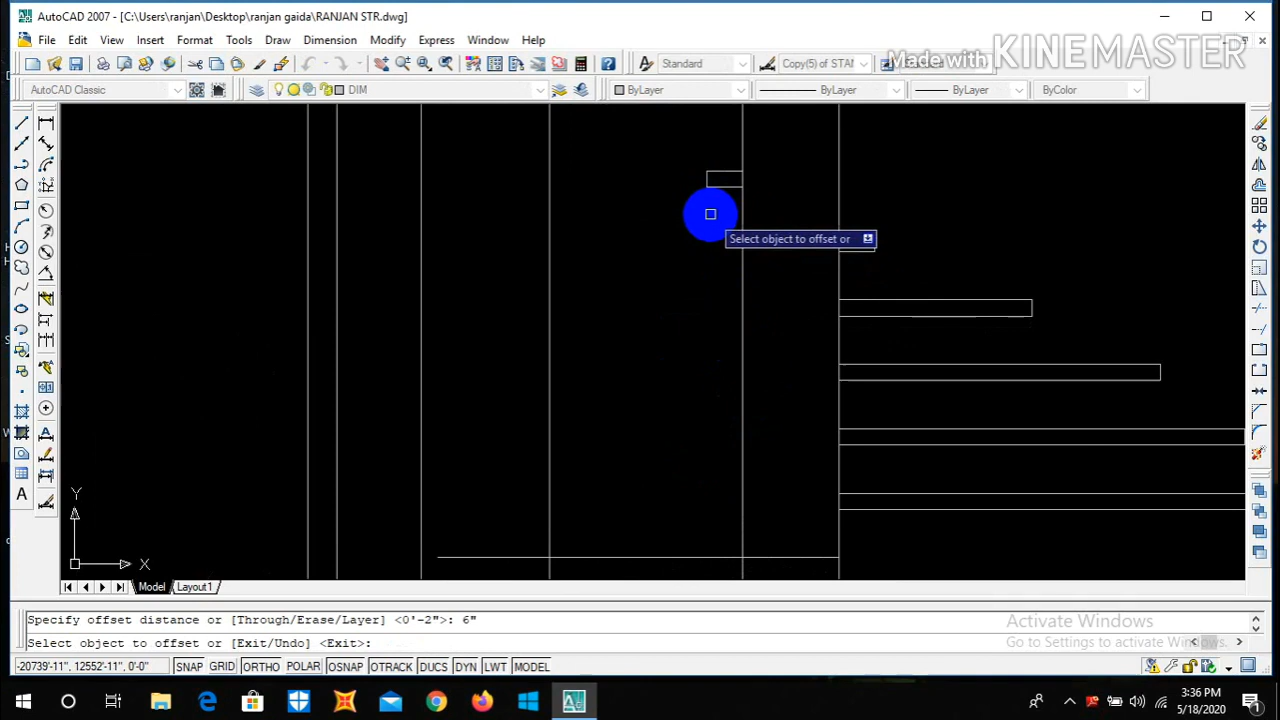 AutoCAD 2007 - [C:\Users\ranjan\Desktop\ranjan gaida\RANJAN STR.dwg]
File Edit View Insert Format Tools Draw Dimension Modify Express Window Help
Made with KINEMASTER
Standard Copy(5) of STAN
AutoCAD Classic DIM ByLayer ByLayer ByLayer ByColor
Select object to offset or
Y
X
Model Layout1
Specify offset distance or [Through/Erase/Layer] <0'-2">: 6"
Select object to offset or [Exit/Undo] <Exit>:
Activate Windows
Go to Settings to activate Windows.
-20739'-11", 12552'-11", 0'-0" SNAP GRID ORTHO POLAR OSNAP OTRACK DUCS DYN LWT MODEL
3:36 PM
5/18/2020